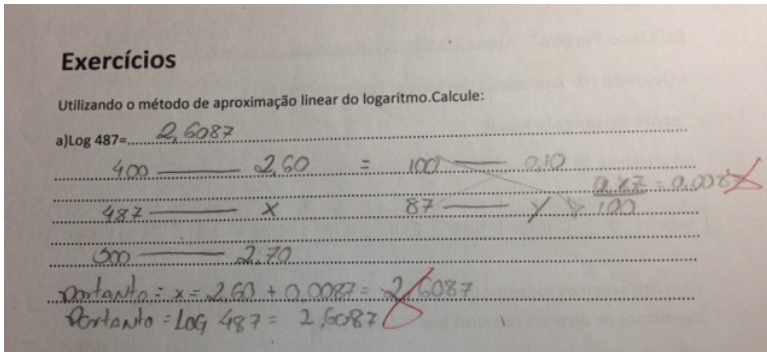 Exercícios
Utilizando o método de aproximação linear do logaritmo.Calcule:
a)Log 487= 2,6087
400 —— 2,60 = 100 —— 0,10
0,87 = 0,0087
487 —— X 87 —— Y 100
500 —— 2,70
Portanto: x = 2,60 + 0,0087 = 2,6087
Portanto: LOG 487 = 2,6087